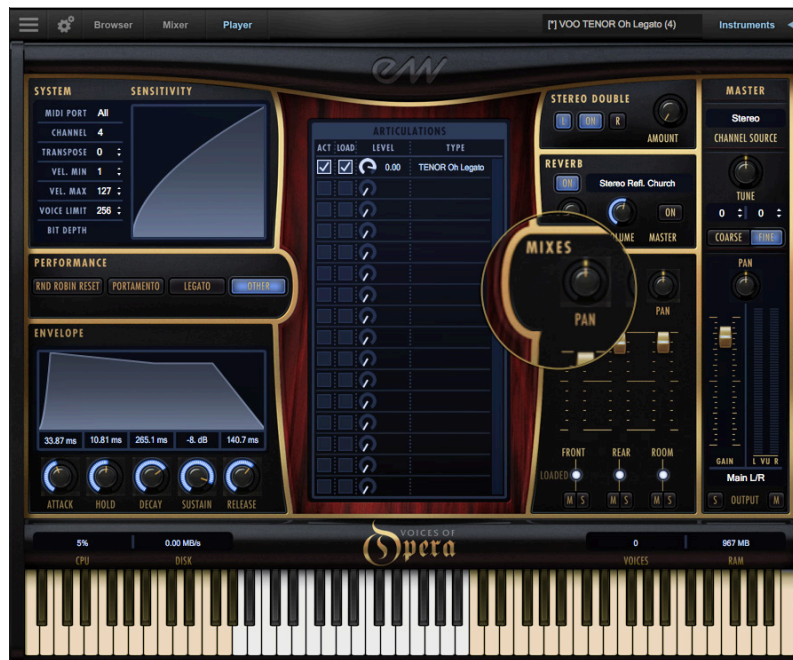 Browser Mixer Player [*] VOO TENOR Oh Legato (4) Instruments
EW
SYSTEM SENSITIVITY
MIDI PORT All
CHANNEL 4
TRANSPOSE 0
VEL. MIN 1
VEL. MAX 127
VOICE LIMIT 256
BIT DEPTH
PERFORMANCE
RND ROBIN RESET PORTAMENTO LEGATO OTHER
ENVELOPE
33.87 ms 10.81 ms 265.1 ms -8. dB 140.7 ms
ATTACK HOLD DECAY SUSTAIN RELEASE
ARTICULATIONS
ACT LOAD LEVEL TYPE
0.00 TENOR Oh Legato
STEREO DOUBLE
L ON R
AMOUNT
REVERB
ON Stereo Refl. Church
ON
MASTER
MIXES
PAN
PAN
FRONT REAR ROOM
LOADED
M S M S M S
MASTER
Stereo
CHANNEL SOURCE
TUNE
0 0
COARSE FINE
PAN
GAIN L VU R
Main L/R
S OUTPUT M
5% 0.00 MB/s
CPU DISK
VOICES OF
Opera
0 967 MB
VOICES RAM